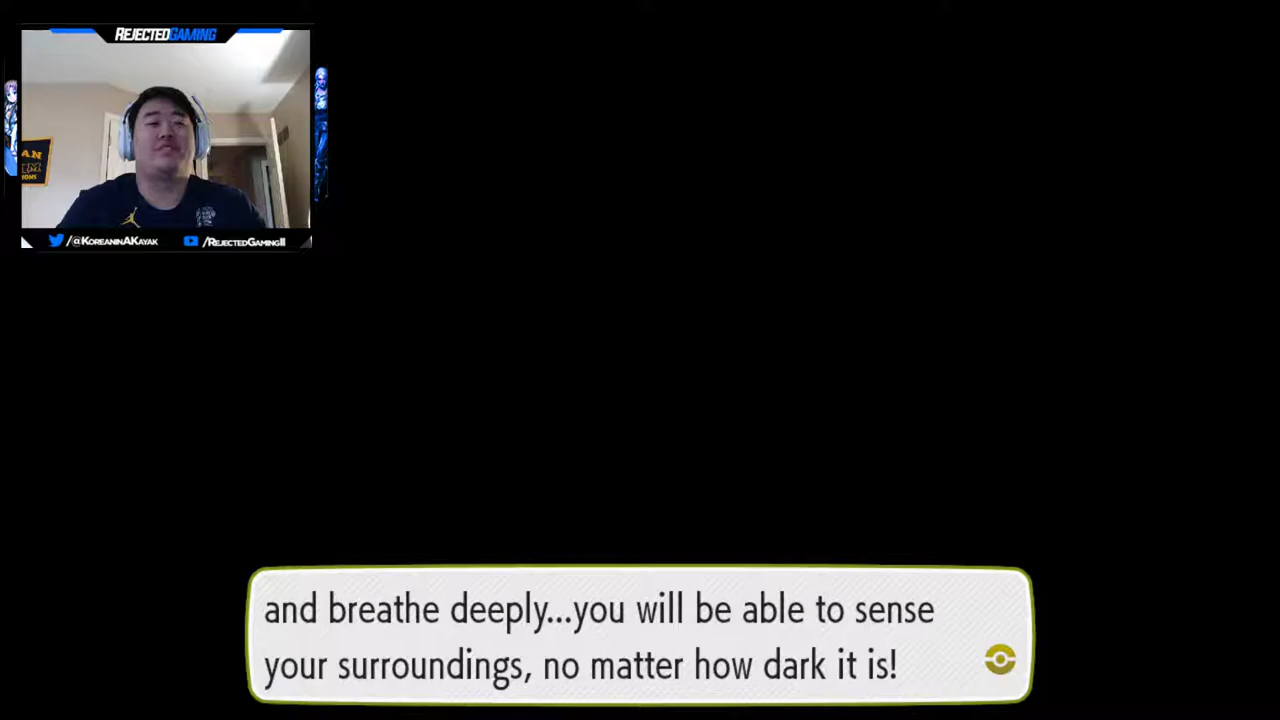 REJECTEDGAMING
AN
/@KOREANINAKAYAK
/REJECTEDGAMINGII
and breathe deeply...you will be able to sense
your surroundings, no matter how dark it is!